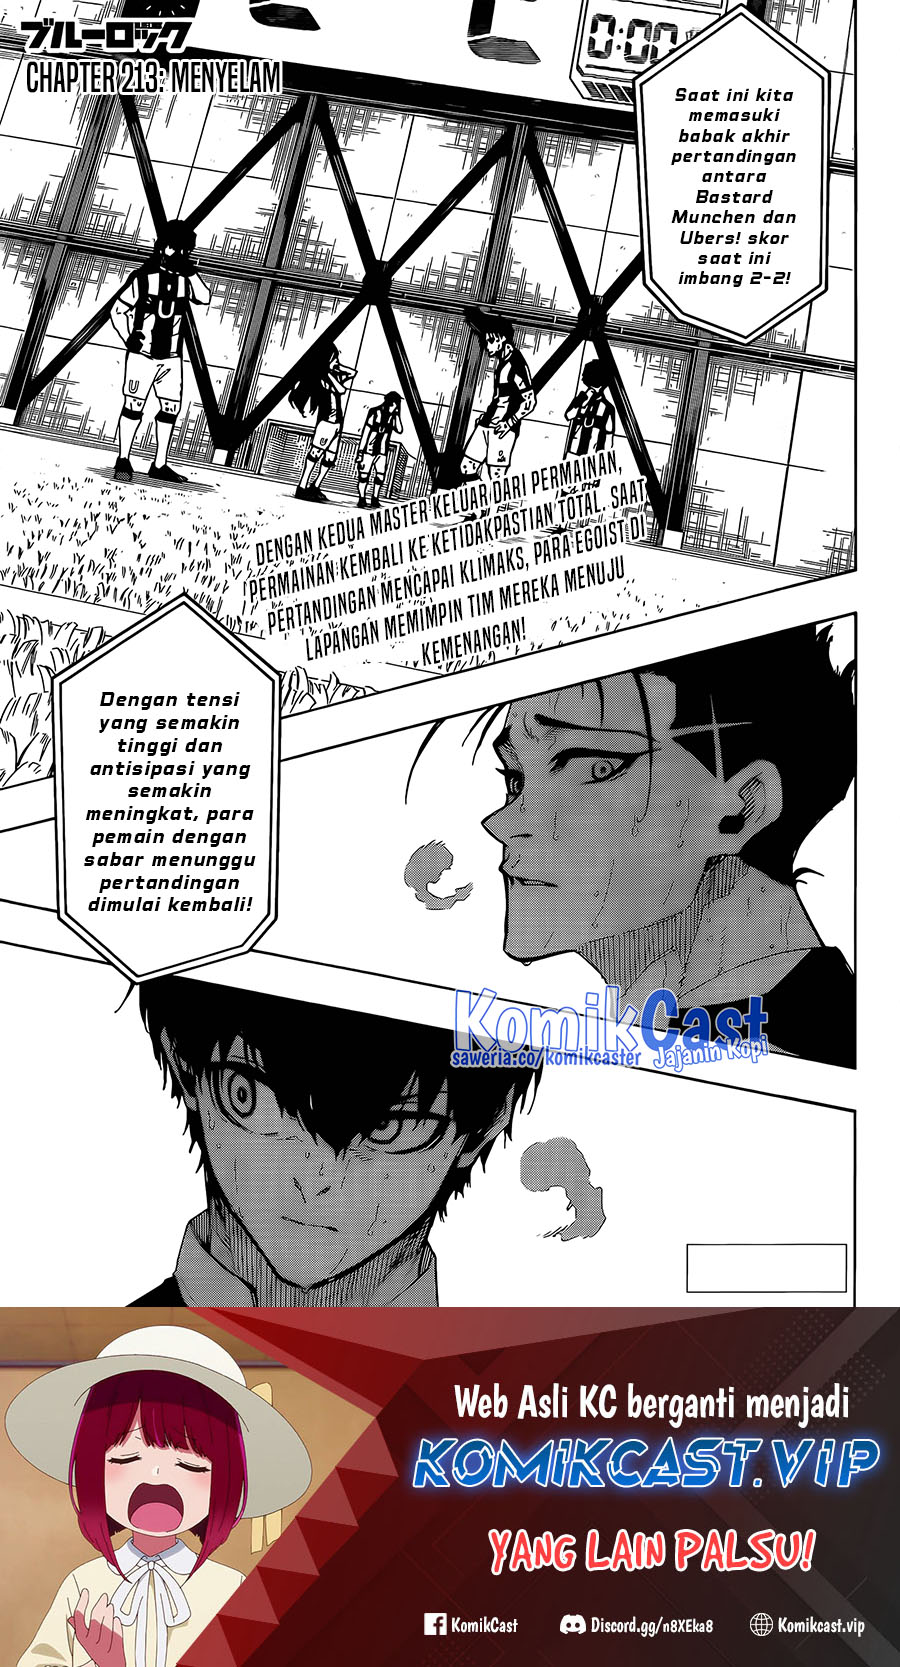 ブルーロック
CHAPTER 213: MENYELAM
0:00
Saat ini kita
memasuki
babak akhir
pertandingan
antara
Bastard
Munchen dan
Ubers! skor
saat ini
imbang 2-2!
DENGAN KEDUA MASTER KELUAR DARI PERMAINAN,
PERMAINAN KEMBALI KE KETIDAKPASTIAN TOTAL. SAAT
PERTANDINGAN MENCAPAI KLIMAKS, PARA EGOIST DI
LAPANGAN MEMIMPIN TIM MEREKA MENUJU
KEMENANGAN!
Dengan tensi
yang semakin
tinggi dan
antisipasi yang
semakin
meningkat, para
pemain dengan
sabar menunggu
pertandingan
dimulai kembali!
KomikCast
saweria.co/komikcaster Jajanin Kopi
Web Asli KC berganti menjadi
KOMIKCAST.VIP
YANG LAIN PALSU!
KomikCast
Discord.gg/n8XEka8
Komikcast.vip